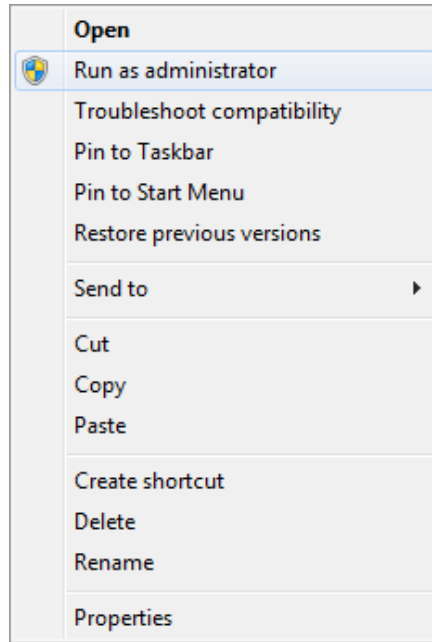 Open
Run as administrator
Troubleshoot compatibility
Pin to Taskbar
Pin to Start Menu
Restore previous versions
Send to
Cut
Copy
Paste
Create shortcut
Delete
Rename
Properties